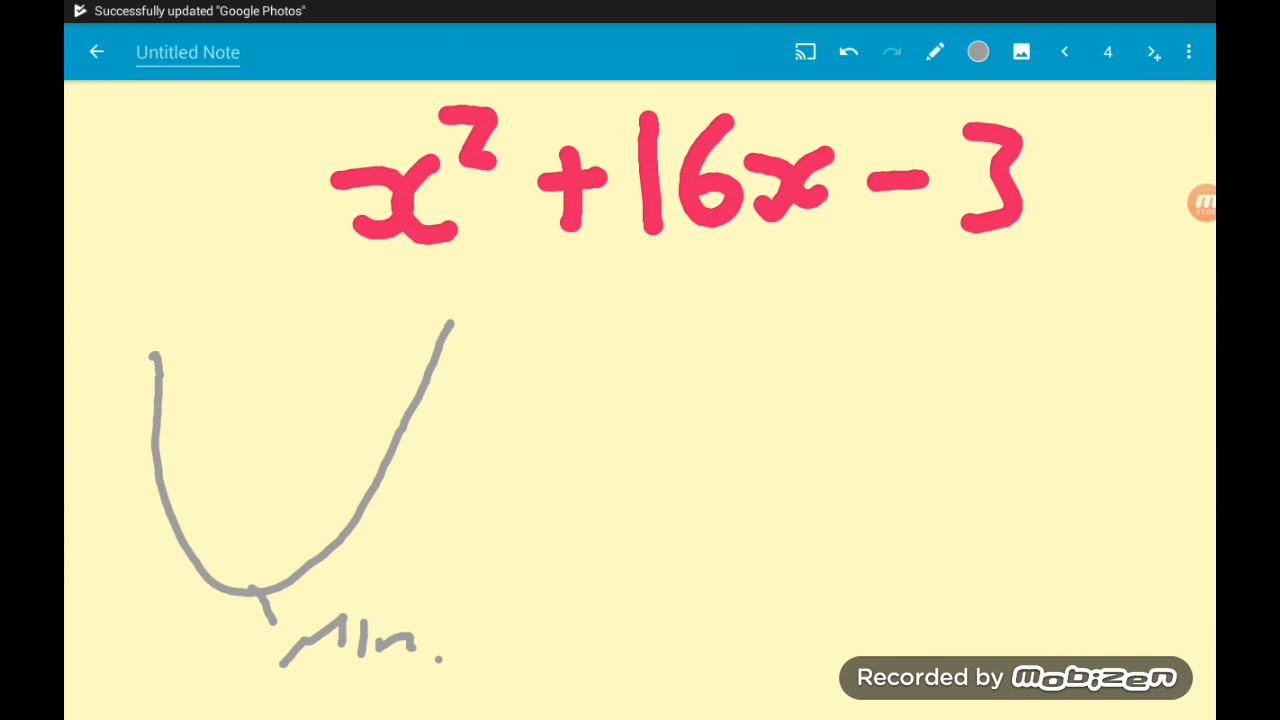 Successfully updated "Google Photos"
Untitled Note
4
x² + 16x - 3
Min.
Recorded by mobizen